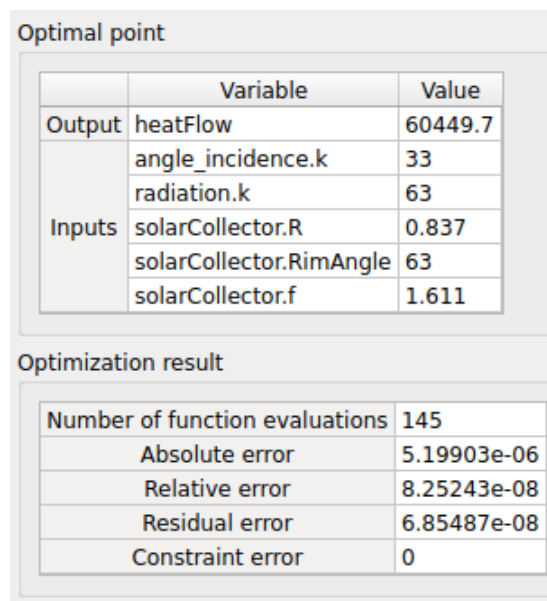 Optimal point
Variable Value
Output heatFlow 60449.7
angle_incidence.k 33
radiation.k 63
Inputs solarCollector.R 0.837
solarCollector.RimAngle 63
solarCollector.f 1.611
Optimization result
Number of function evaluations 145
Absolute error 5.19903e-06
Relative error 8.25243e-08
Residual error 6.85487e-08
Constraint error 0